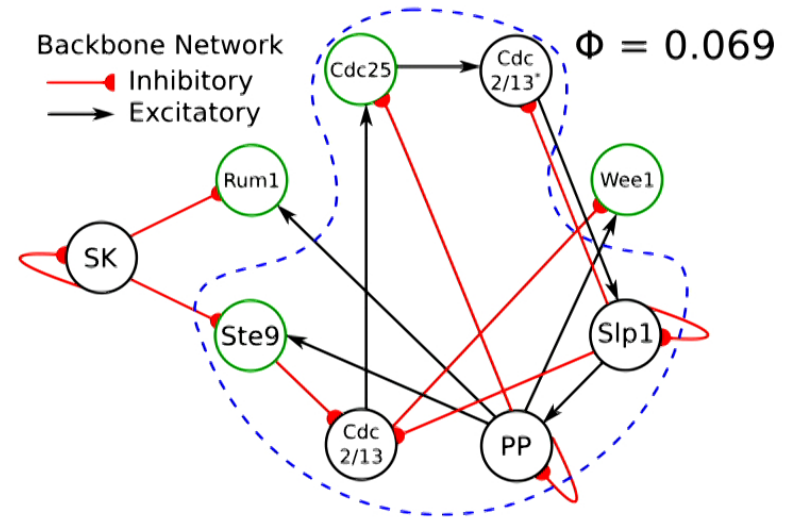 Backbone Network
Inhibitory
Excitatory
Φ = 0.069
Cdc25
Cdc
2/13*
Rum1
Wee1
SK
Ste9
Slp1
Cdc
2/13
PP